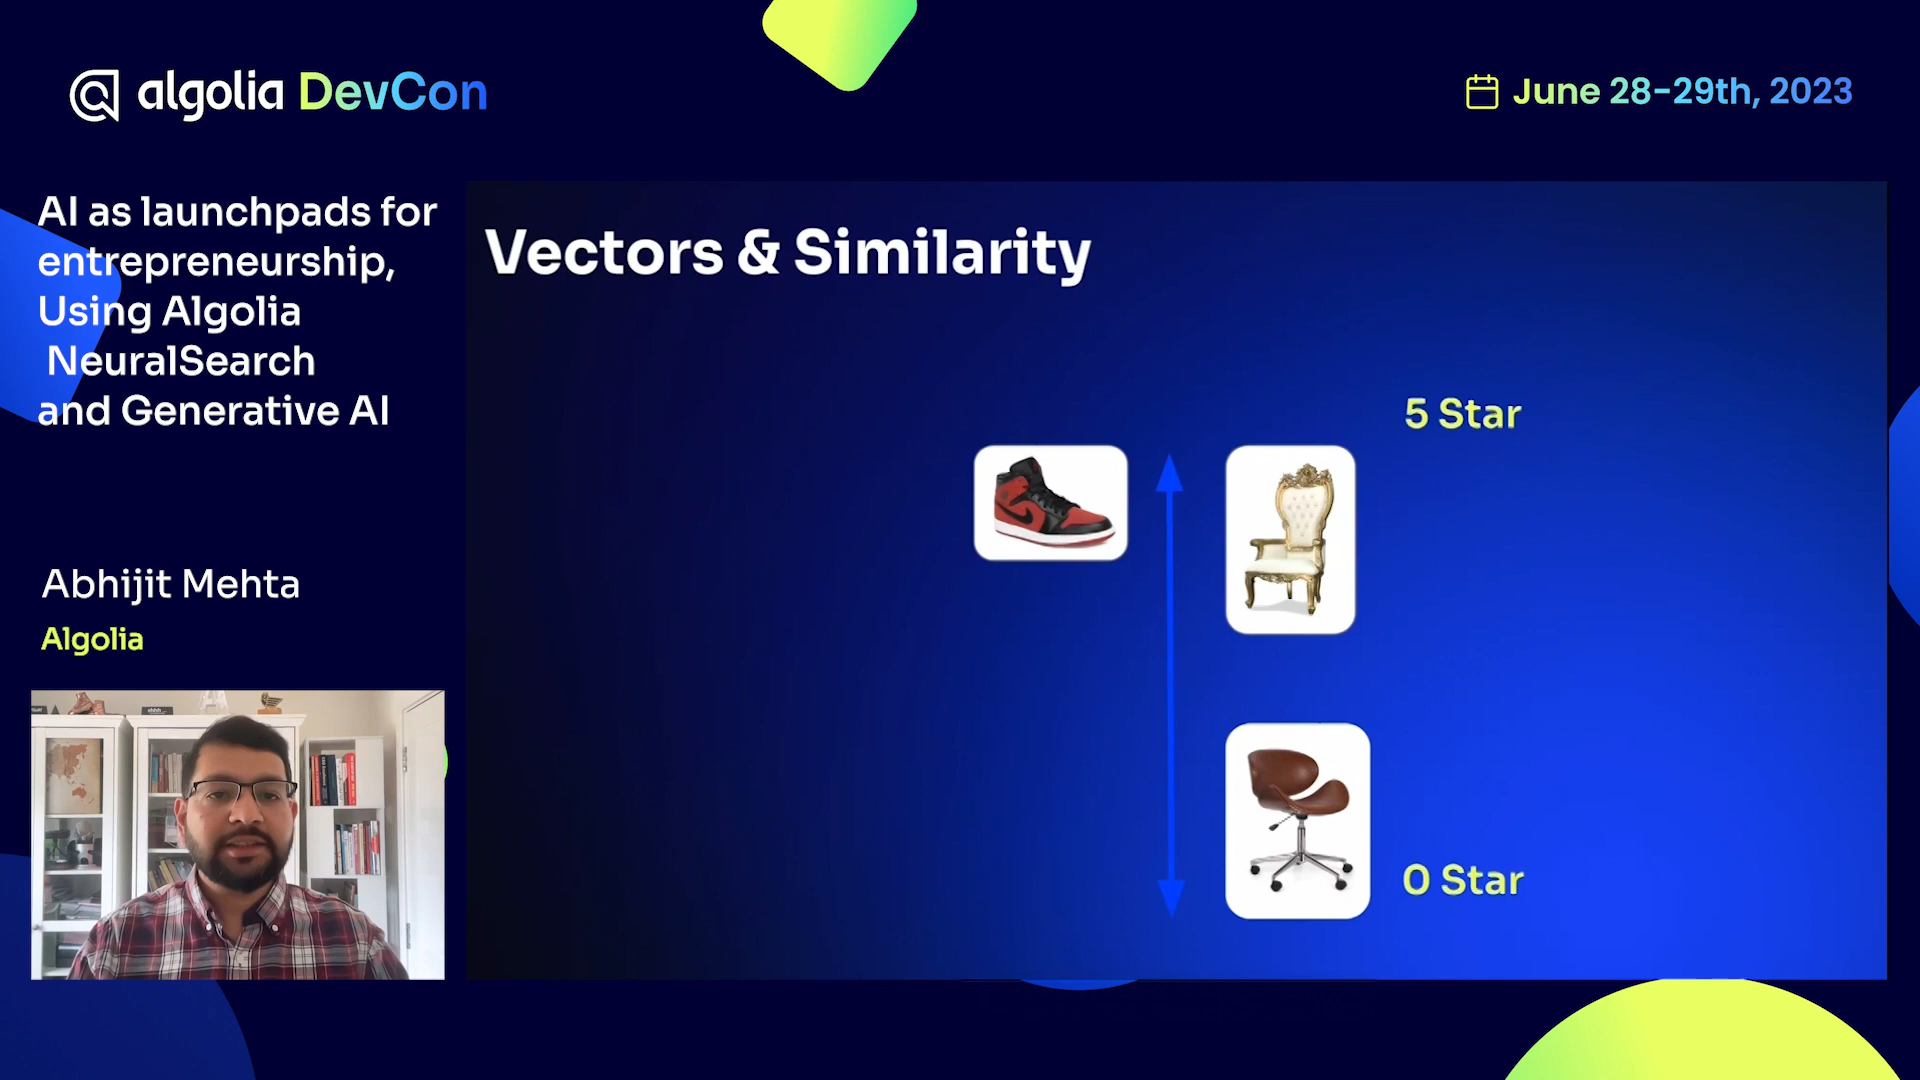 algolia DevCon
June 28-29th, 2023
AI as launchpads for
entrepreneurship,
Using Algolia
NeuralSearch
and Generative AI
Abhijit Mehta
Algolia
Vectors & Similarity
5 Star
0 Star